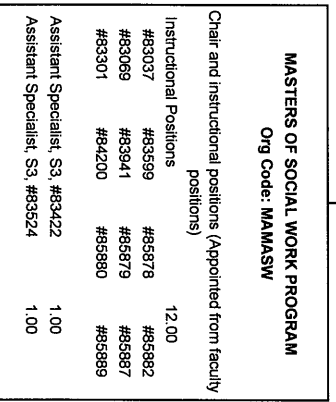 MASTERS OF SOCIAL WORK PROGRAM
Org Code: MAMASW
Chair and instructional positions (Appointed from faculty
positions)
Instructional Positions 12.00
#83037 #83599 #85878 #85882
#83069 #83941 #85879 #85887
#83301 #84200 #85880 #85889
Assistant Specialist, S3, #83422 1.00
Assistant Specialist, S3, #83524 1.00